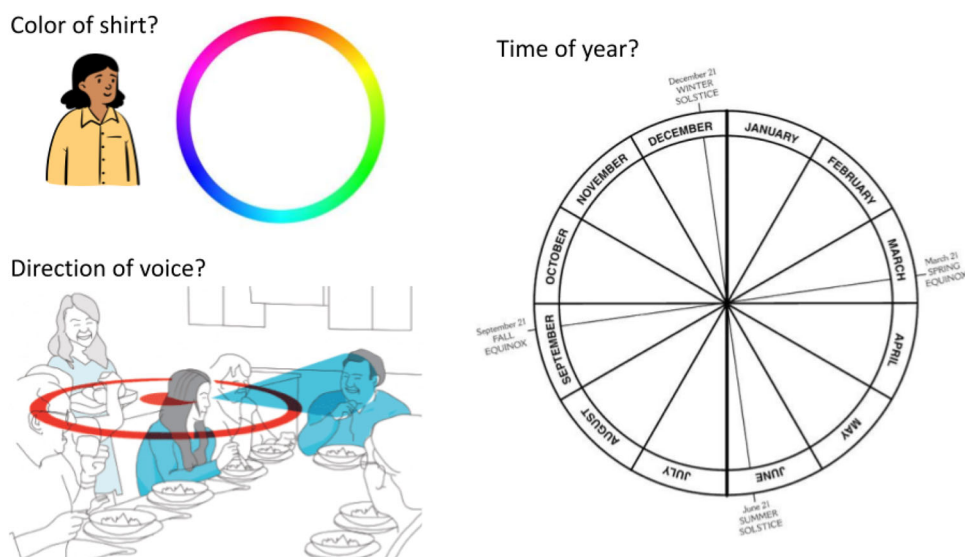 Color of shirt?
Time of year?
December 21
WINTER
SOLSTICE
DECEMBER
JANUARY
NOVEMBER
FEBRUARY
OCTOBER
MARCH
March 21
SPRING
EQUINOX
Direction of voice?
September 21
FALL
EQUINOX
SEPTEMBER
APRIL
AUGUST
MAY
JULY
JUNE
June 21
SUMMER
SOLSTICE